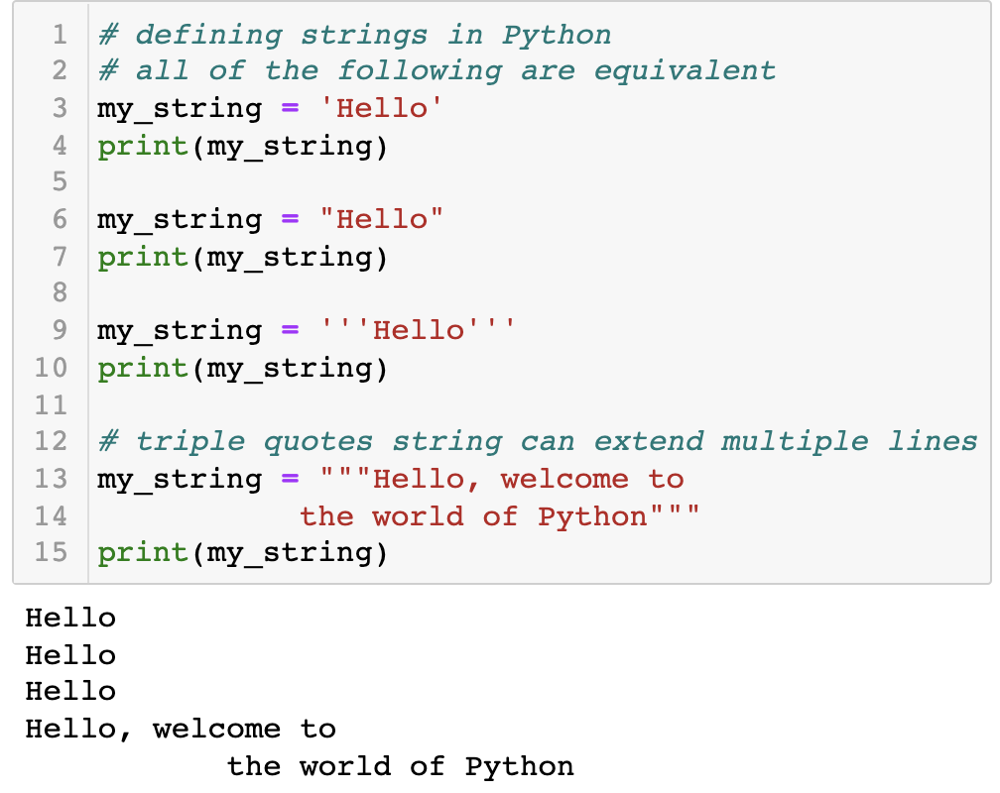 1 # defining strings in Python
2 # all of the following are equivalent
3 my_string = 'Hello'
4 print(my_string)
5
6 my_string = "Hello"
7 print(my_string)
8
9 my_string = '''Hello'''
10 print(my_string)
11
12 # triple quotes string can extend multiple lines
13 my_string = """Hello, welcome to
14            the world of Python"""
15 print(my_string)
Hello
Hello
Hello
Hello, welcome to
           the world of Python